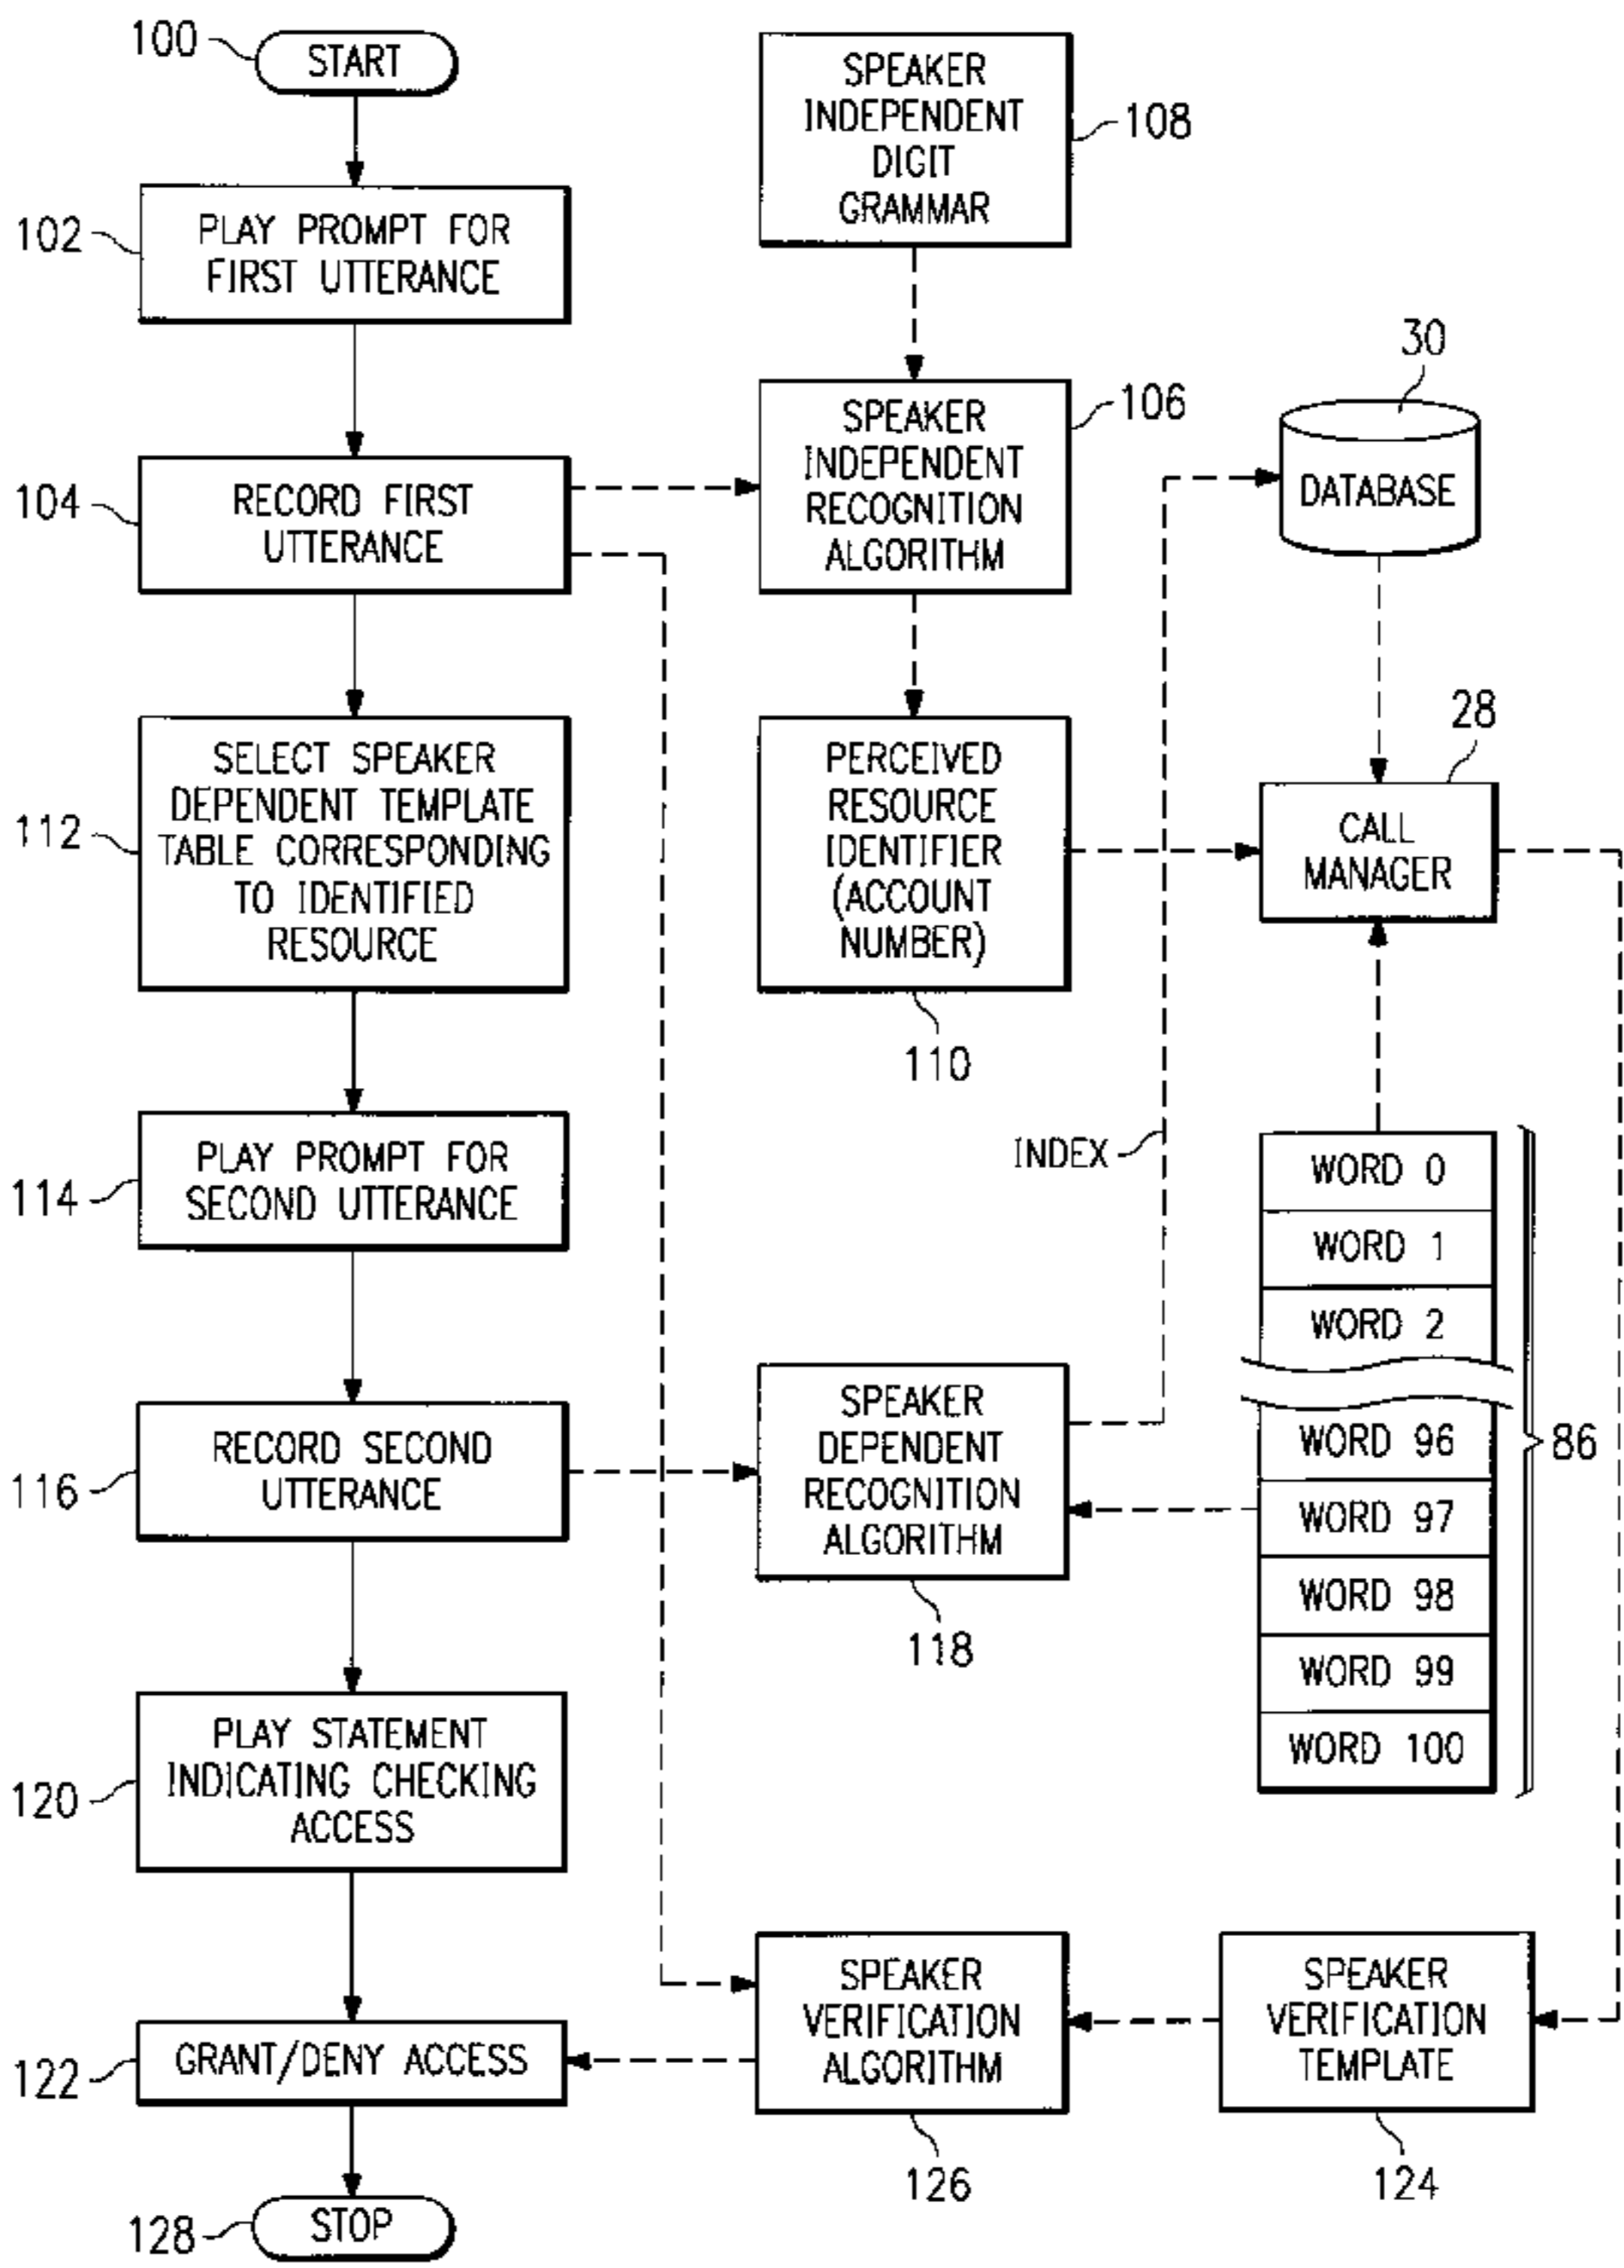 100
START
102
PLAY PROMPT FOR
FIRST UTTERANCE
104
RECORD FIRST
UTTERANCE
112
SELECT SPEAKER
DEPENDENT TEMPLATE
TABLE CORRESPONDING
TO IDENTIFIED
RESOURCE
114
PLAY PROMPT FOR
SECOND UTTERANCE
116
RECORD SECOND
UTTERANCE
120
PLAY STATEMENT
INDICATING CHECKING
ACCESS
122
GRANT/DENY ACCESS
128
STOP
SPEAKER
INDEPENDENT
DIGIT
GRAMMAR
108
SPEAKER
INDEPENDENT
RECOGNITION
ALGORITHM
106
PERCEIVED
RESOURCE
IDENTIFIER
(ACCOUNT
NUMBER)
110
INDEX
SPEAKER
DEPENDENT
RECOGNITION
ALGORITHM
118
SPEAKER
VERIFICATION
ALGORITHM
126
30
DATABASE
28
CALL
MANAGER
WORD 0
WORD 1
WORD 2
WORD 96
WORD 97
WORD 98
WORD 99
WORD 100
86
SPEAKER
VERIFICATION
TEMPLATE
124